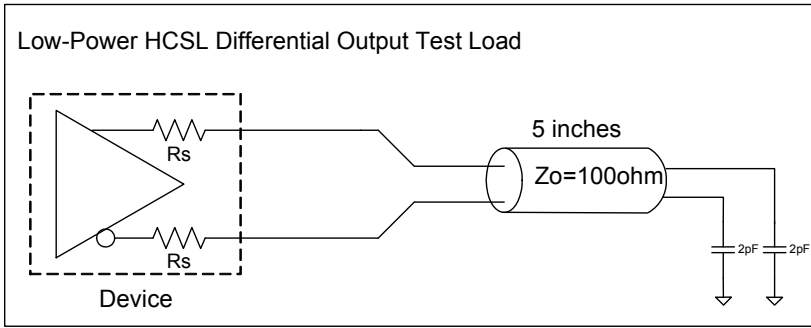 Low-Power HCSL Differential Output Test Load
5 inches
Rs
Zo=100ohm
2pF 2pF
Rs
Device